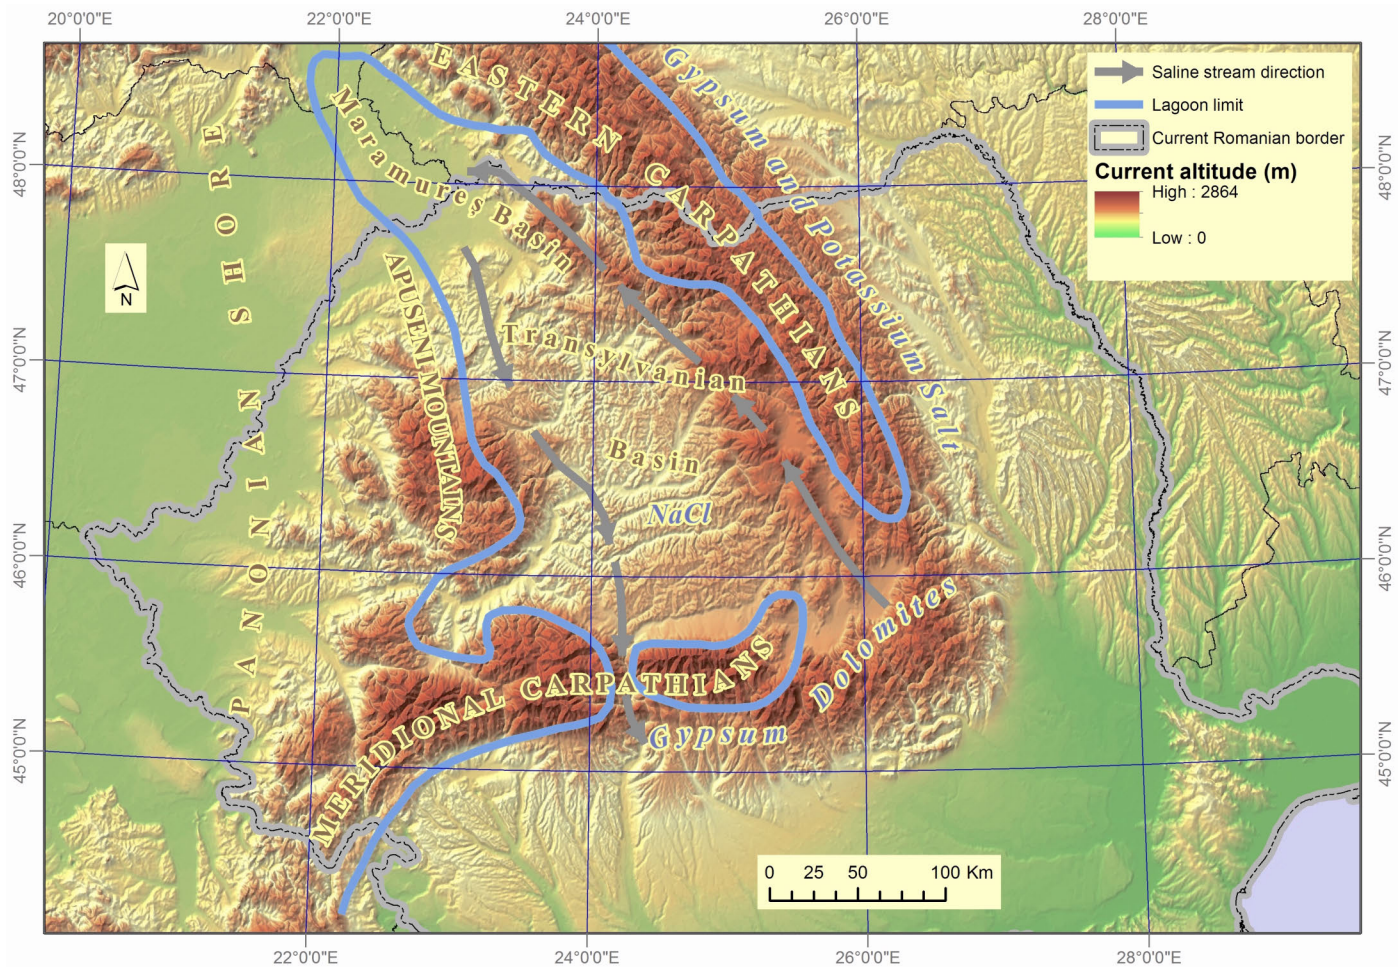 20°0'0"E
22°0'0"E
24°0'0"E
26°0'0"E
28°0'0"E
Saline stream direction
Lagoon limit
Current Romanian border
Current altitude (m)
High : 2864
Low : 0
EASTERN CARPATHIANS
Gypsum and Potassium Salt
Maramures Basin
PANONIAN SHORE
N
APUSENI MOUNTAINS
Transylvanian
Basin
NaCl
Dolomites
MERIDIONAL CARPATHIANS
Gypsum
48°0'0"N
47°0'0"N
46°0'0"N
45°0'0"N
48°0'0"N
47°0'0"N
46°0'0"N
45°0'0"N
0 25 50 100 Km
22°0'0"E
24°0'0"E
26°0'0"E
28°0'0"E